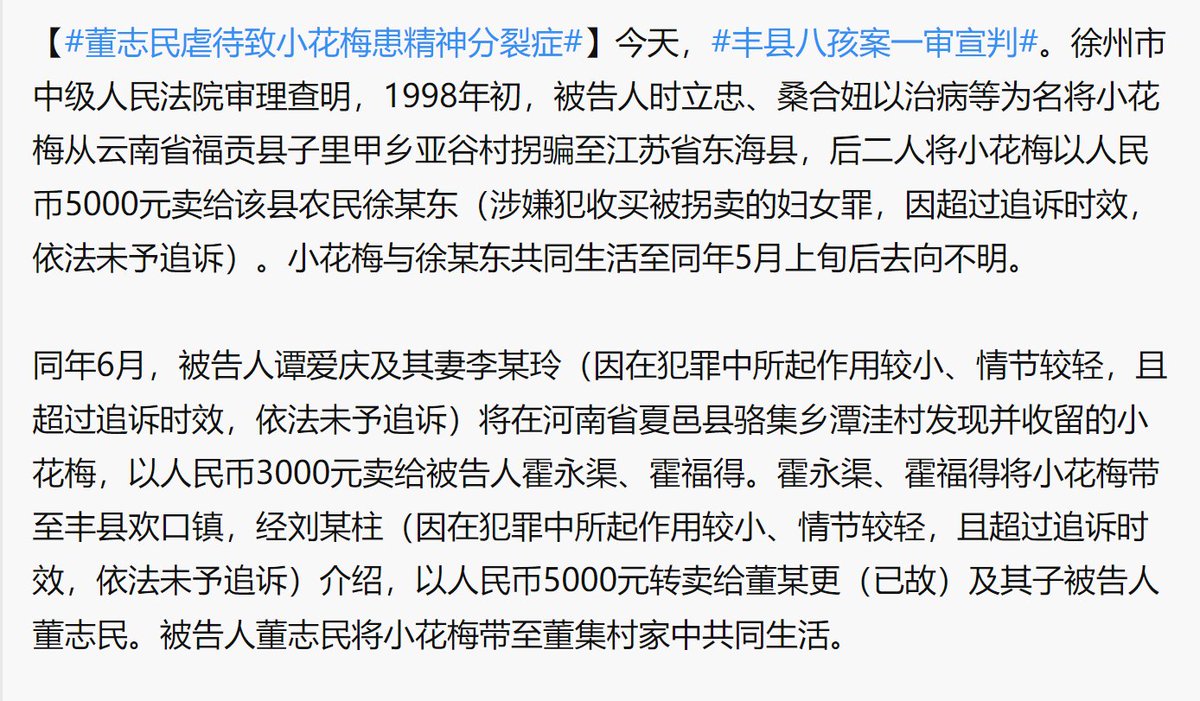 【#董志民虐待致小花梅患精神分裂症#】今天，#丰县八孩案一审宣判#。徐州市
中级人民法院审理查明，1998年初，被告人时立忠、桑合妞以治病等为名将小花
梅从云南省福贡县子里甲乡亚谷村拐骗至江苏省东海县，后二人将小花梅以人民
币5000元卖给该县农民徐某东（涉嫌犯收买被拐卖的妇女罪，因超过追诉时效，
依法未予追诉）。小花梅与徐某东共同生活至同年5月上旬后去向不明。
同年6月，被告人谭爱庆及其妻李某玲（因在犯罪中所起作用较小、情节较轻，且
超过追诉时效，依法未予追诉）将在河南省夏邑县骆集乡潭洼村发现并收留的小
花梅，以人民币3000元卖给被告人霍永渠、霍福得。霍永渠、霍福得将小花梅带
至丰县欢口镇，经刘某柱（因在犯罪中所起作用较小、情节较轻，且超过追诉时
效，依法未予追诉）介绍，以人民币5000元转卖给董某更（已故）及其子被告人
董志民。被告人董志民将小花梅带至董集村家中共同生活。